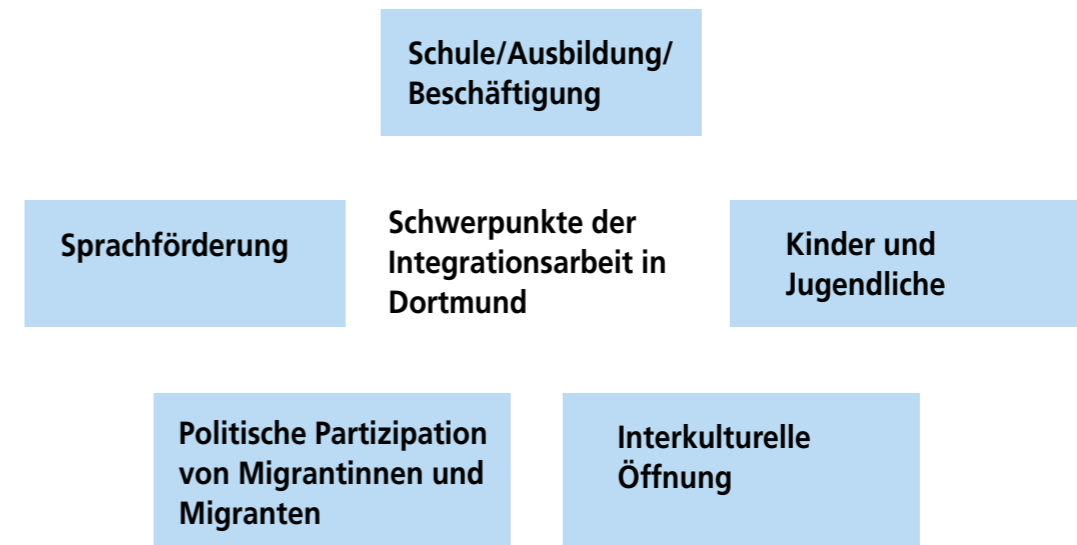 Schule/Ausbildung/
Beschäftigung
Sprachförderung
Schwerpunkte der
Integrationsarbeit in
Dortmund
Kinder und
Jugendliche
Politische Partizipation
von Migrantinnen und
Migranten
Interkulturelle
Öffnung